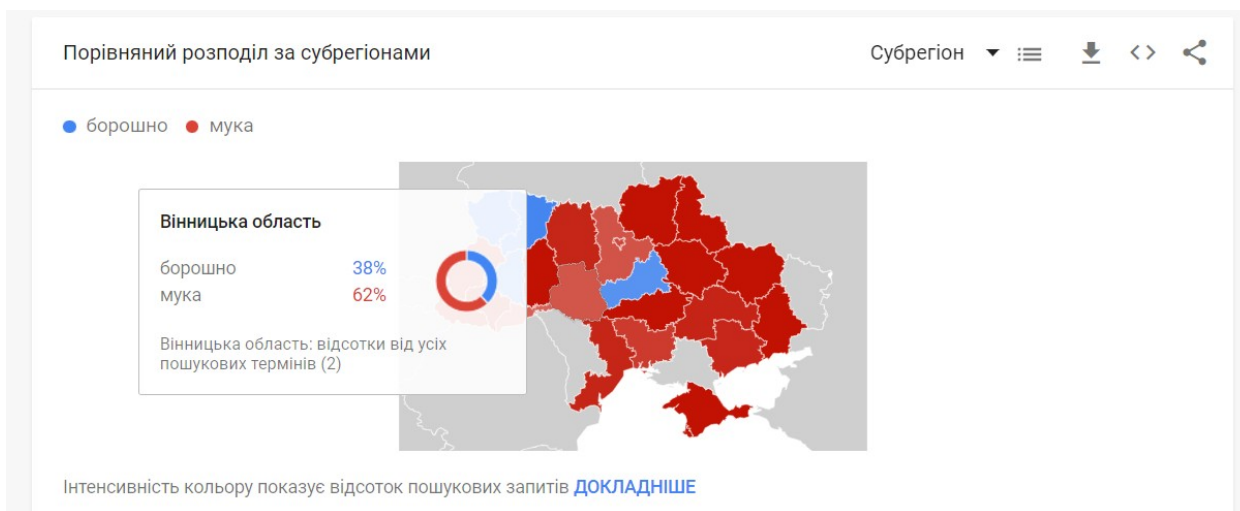 Порівняний розподіл за субрегіонами
Субрегіон
борошно мука
Вінницька область
борошно 38%
мука 62%
Вінницька область: відсотки від усіх
пошукових термінів (2)
Інтенсивність кольору показує відсоток пошукових запитів ДОКЛАДНІШЕ